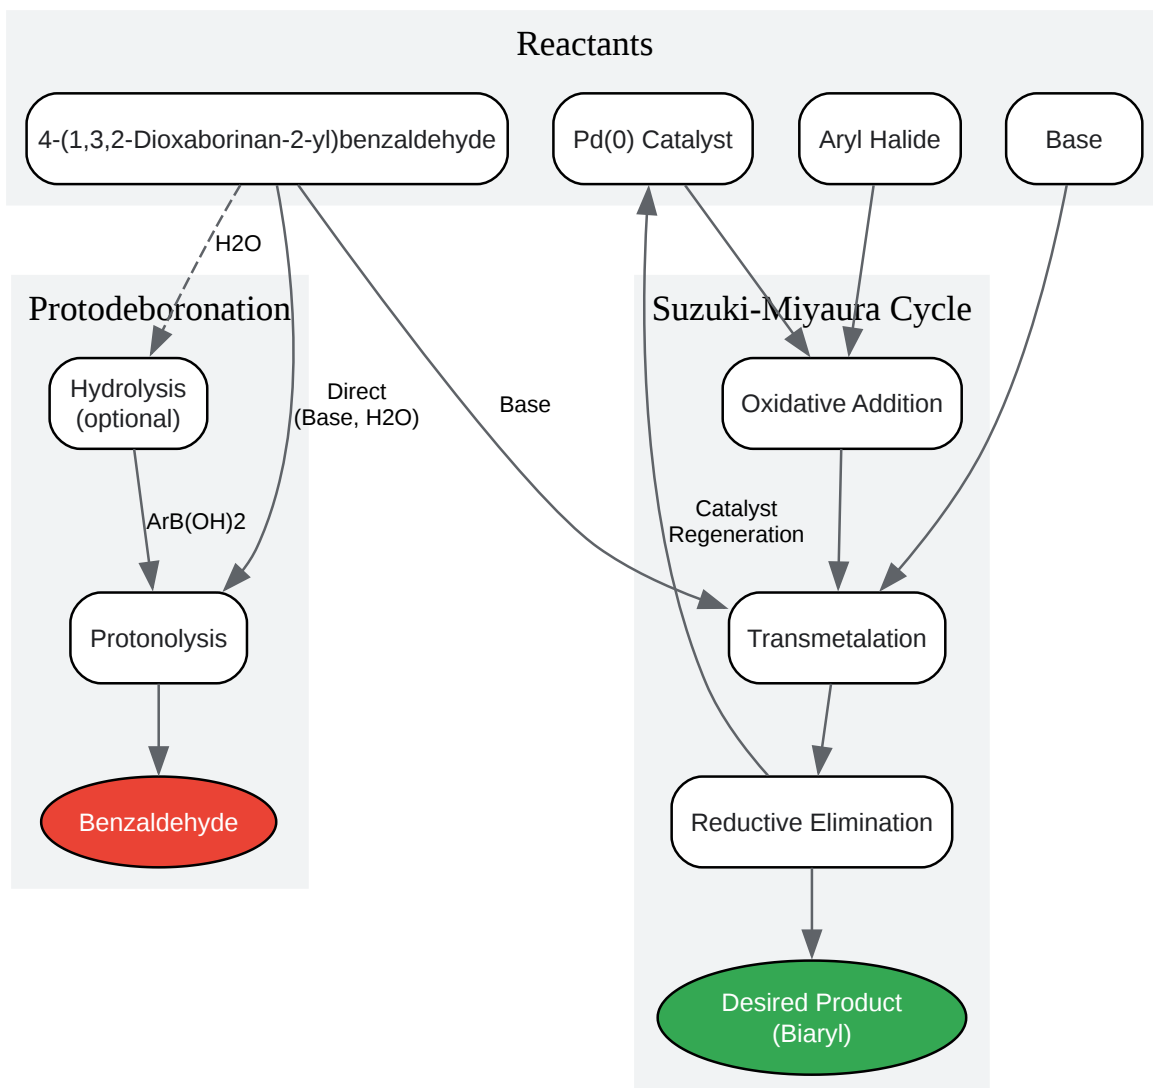 Reactants
4-(1,3,2-Dioxaborinan-2-yl)benzaldehyde
Pd(0) Catalyst
Aryl Halide
Base
H2O
Protodeboronation
Suzuki-Miyaura Cycle
Hydrolysis
(optional)
Direct
(Base, H2O)
Base
Oxidative Addition
ArB(OH)2
Catalyst
Regeneration
Protonolysis
Transmetalation
Benzaldehyde
Reductive Elimination
Desired Product
(Biaryl)